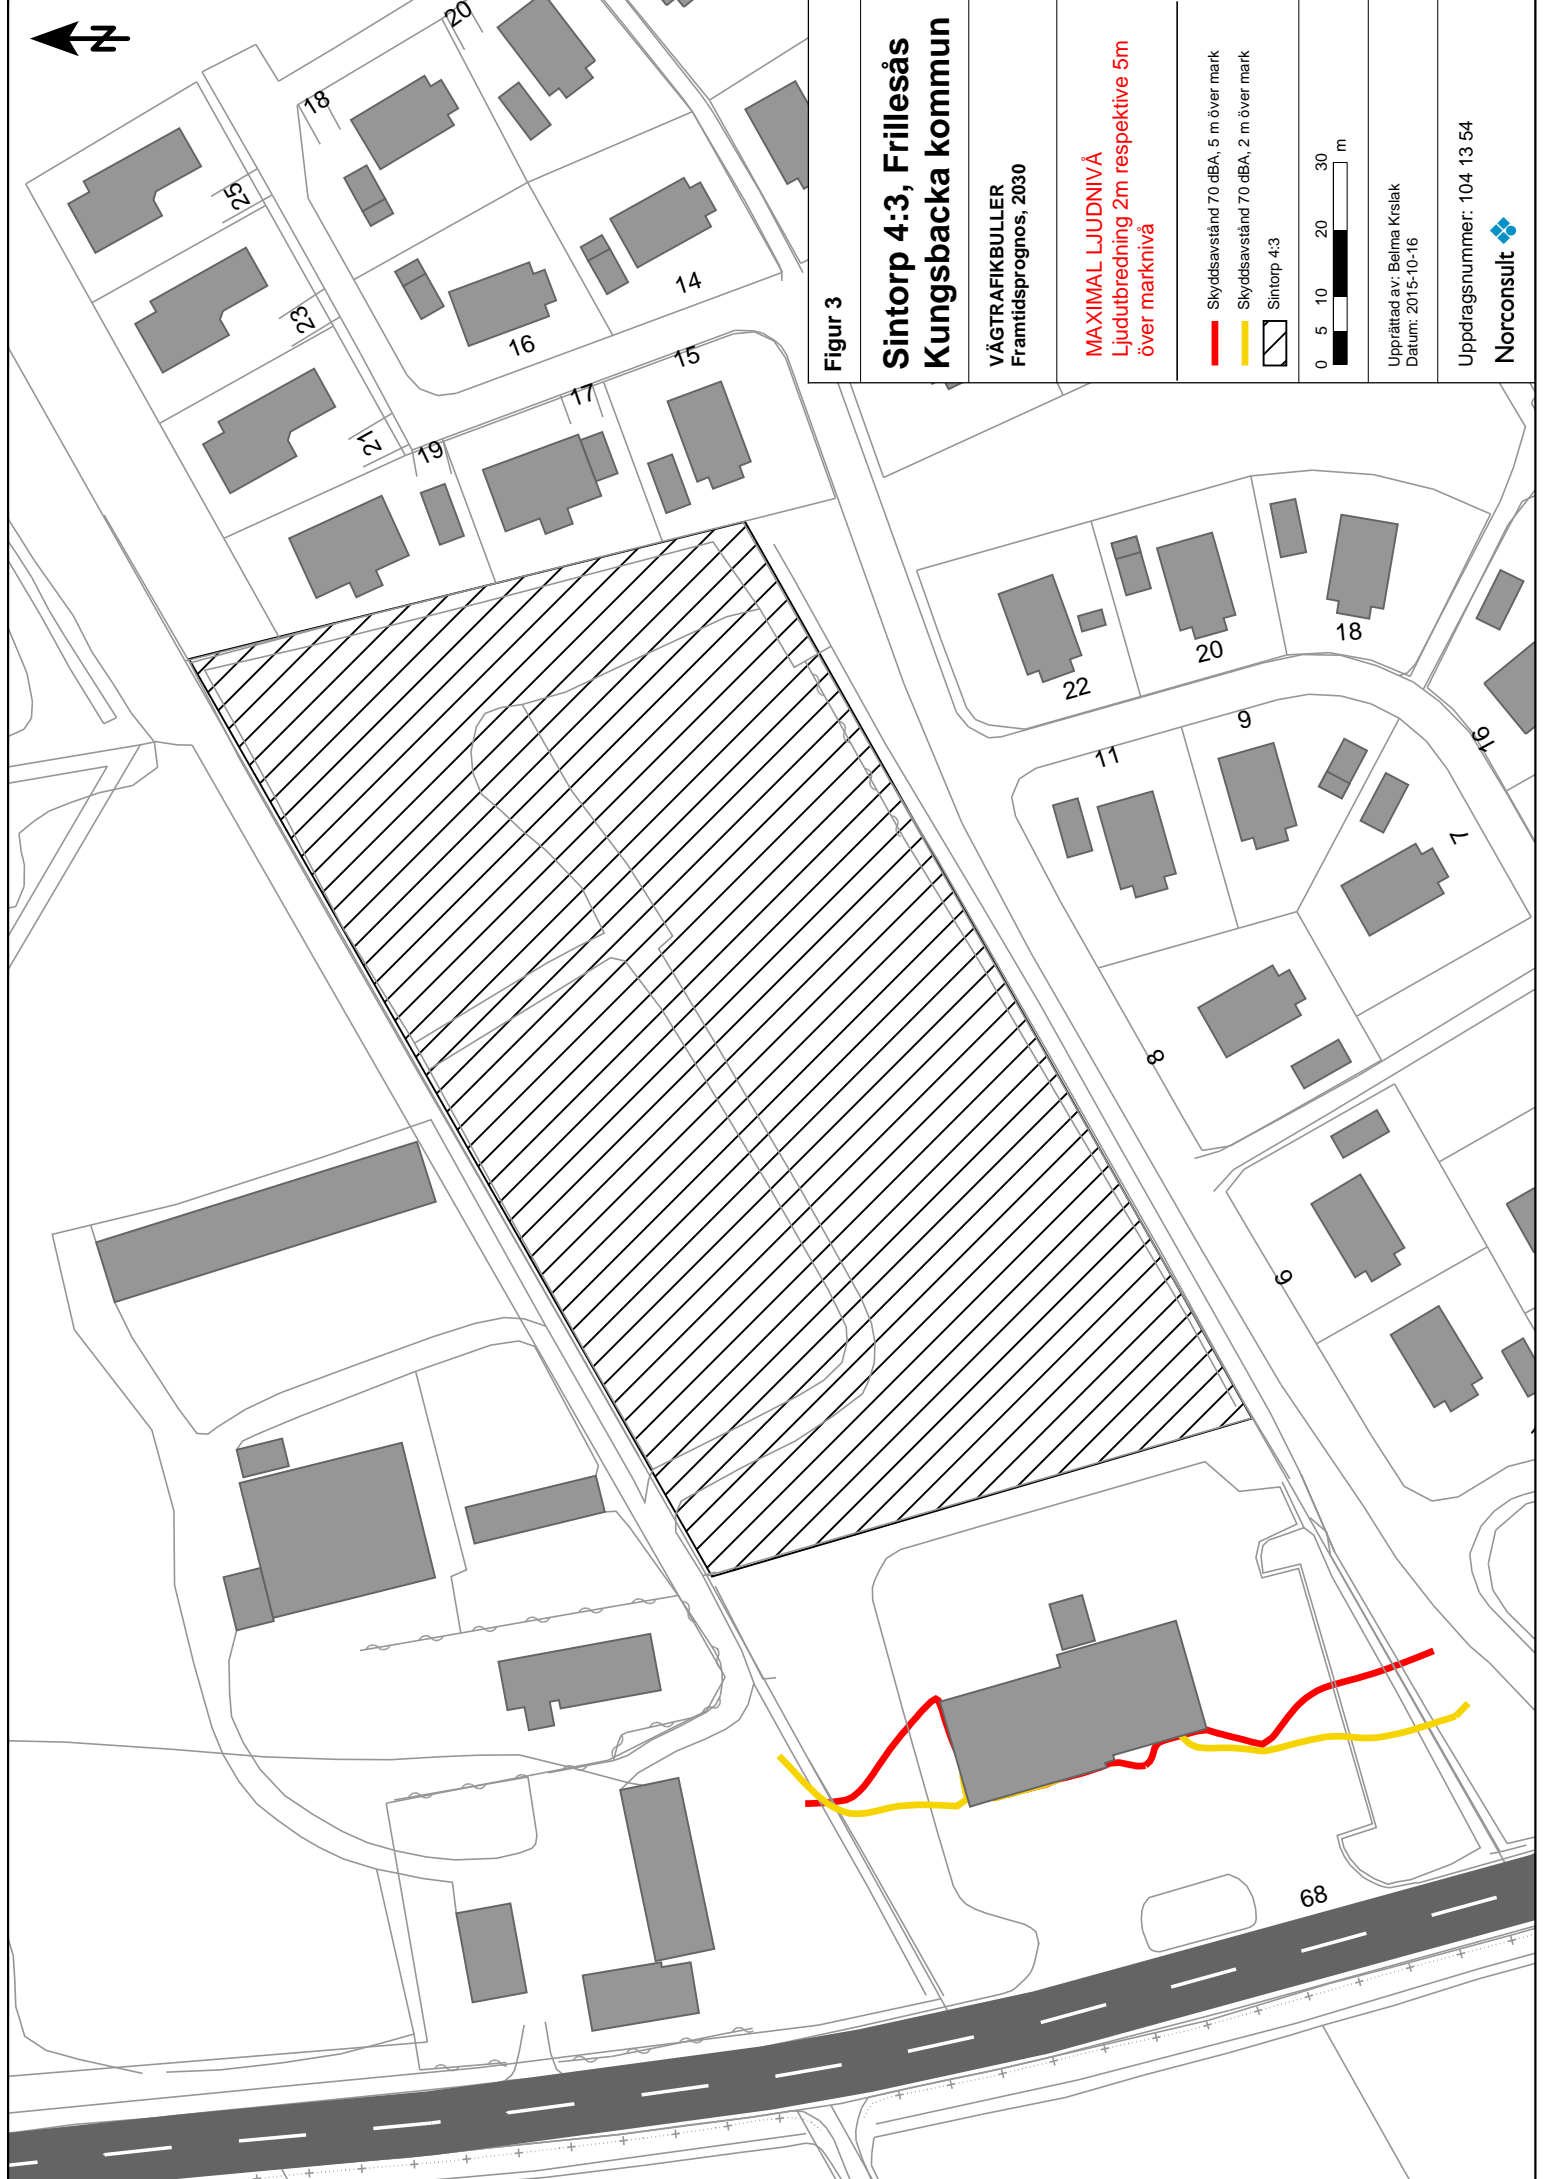 N
Figur 3
Sintorp 4:3, Frillesås
Kungsbacka kommun
VÄGTRAFIKBULLER
Framtidsprognos, 2030
MAXIMAL LJUDNIVÅ
Ljudutbredning 2m respektive 5m
över marknivå
Skyddsavstånd 70 dBA, 5 m över mark
Skyddsavstånd 70 dBA, 2 m över mark
Sintorp 4:3
0 5 10 20 30 m
Upprättad av: Belma Krslak
Datum: 2015-10-16
Uppdragsnummer: 104 13 54
Norconsult
20
18
25
23
21
19
17
16
15
14
22
20
18
16
11
9
7
8
6
68